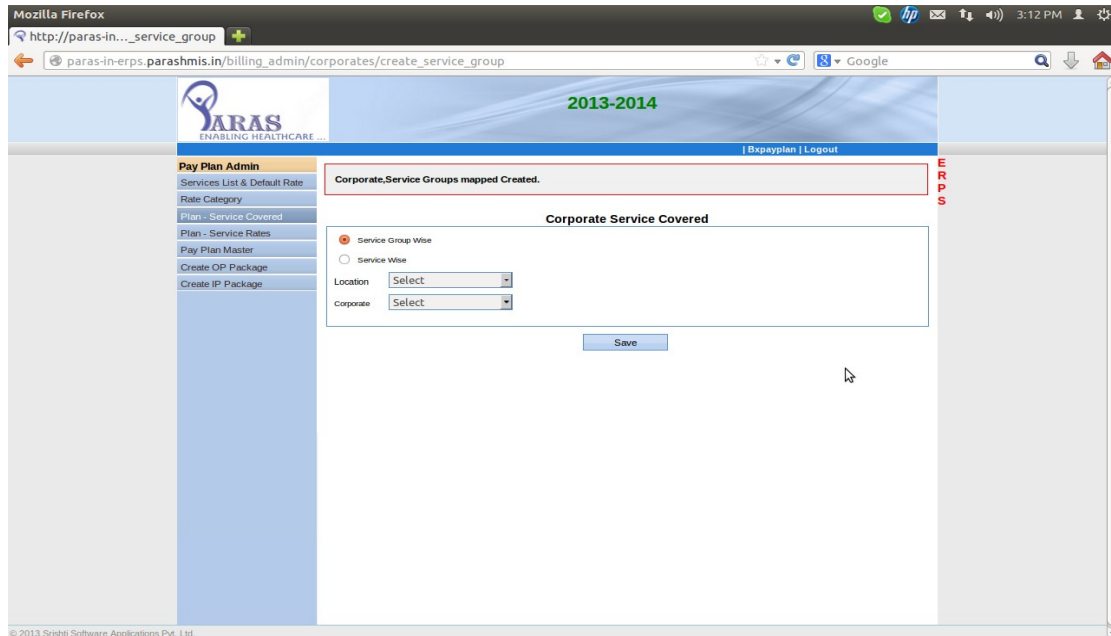 Mozilla Firefox
3:12 PM
http://paras-in..._service_group
paras-in-erps.parashmis.in/billing_admin/corporates/create_service_group
Google
PARAS
ENABLING HEALTHCARE ...
2013-2014
| Bxpayplan | Logout
Pay Plan Admin
Services List & Default Rate
Rate Category
Plan - Service Covered
Plan - Service Rates
Pay Plan Master
Create OP Package
Create IP Package
E
R
P
S
Corporate,Service Groups mapped Created.
Corporate Service Covered
Service Group Wise
Service Wise
Location Select
Corporate Select
Save
© 2013 Srishti Software Applications Pvt. Ltd.